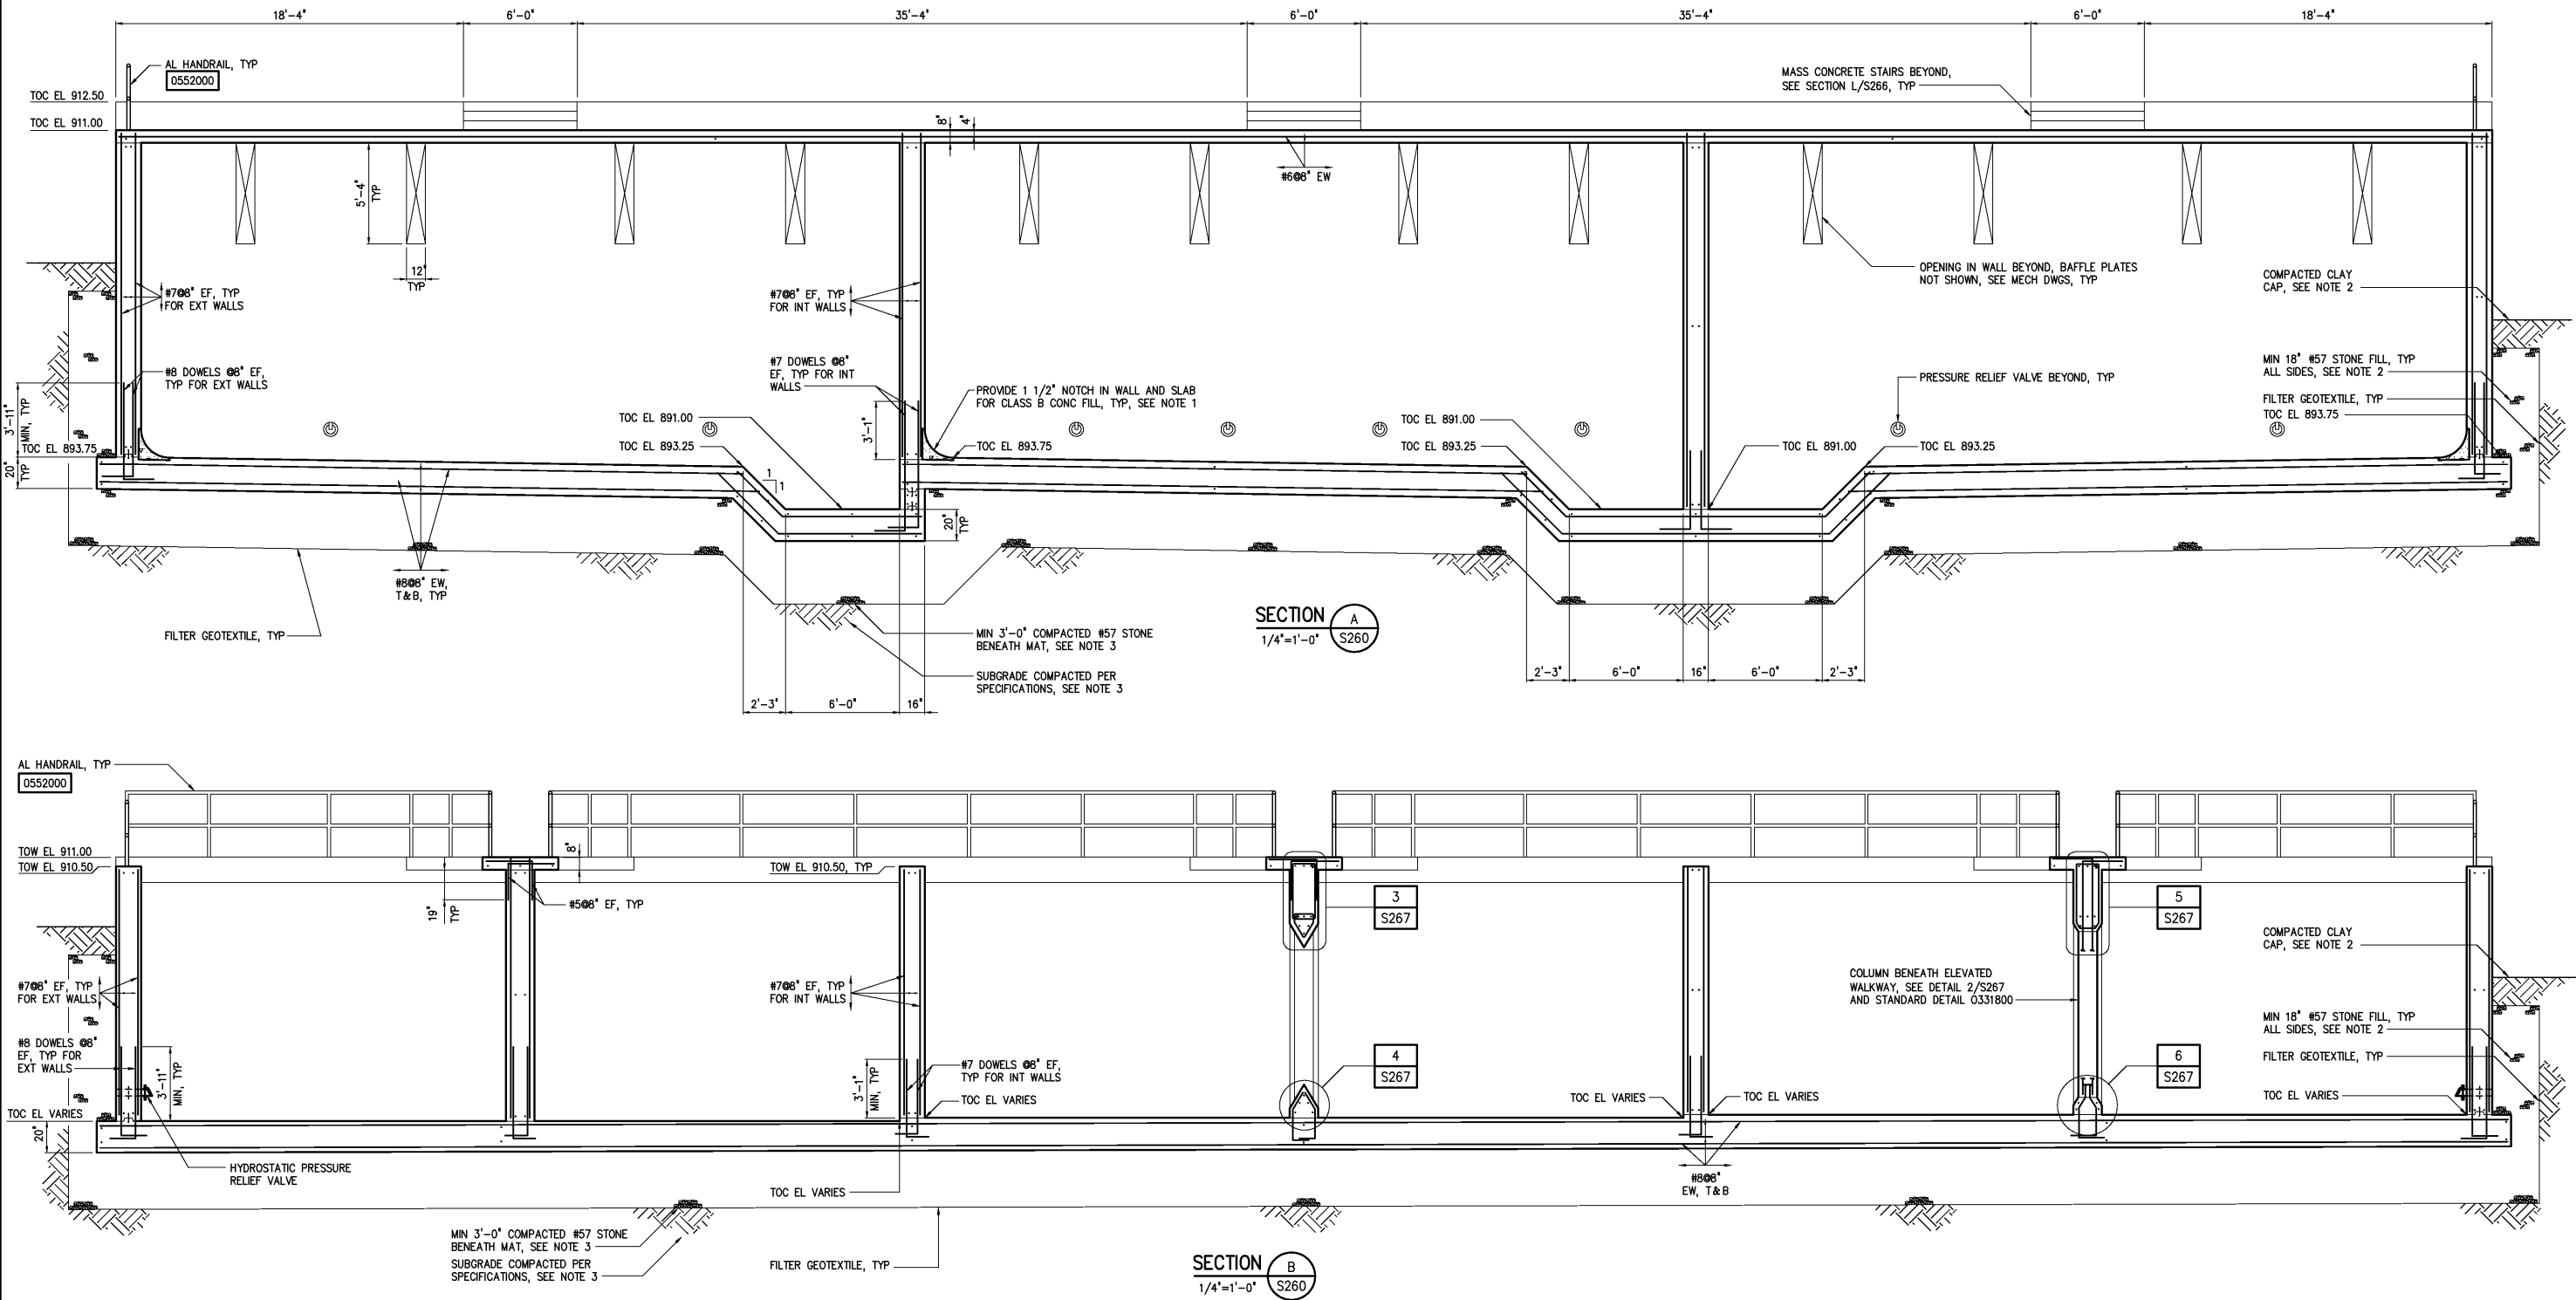 18'-4" 6'-0" 35'-4" 6'-0" 35'-4" 6'-0" 18'-4"
AL HANDRAIL, TYP
0552000
MASS CONCRETE STAIRS BEYOND,
SEE SECTION L/S266, TYP
TOC EL 912.50
TOC EL 911.00
8" 4"
#6@8" EW
5'-4"
TYP
12"
TYP
#7@8" EF, TYP
FOR EXT WALLS
#7@8" EF, TYP
FOR INT WALLS
OPENING IN WALL BEYOND, BAFFLE PLATES
NOT SHOWN, SEE MECH DWGS, TYP
COMPACTED CLAY
CAP, SEE NOTE 2
#8 DOWELS @8" EF,
TYP FOR EXT WALLS
#7 DOWELS @8"
EF, TYP FOR INT
WALLS
PROVIDE 1 1/2" NOTCH IN WALL AND SLAB
FOR CLASS B CONC FILL, TYP, SEE NOTE 1
PRESSURE RELIEF VALVE BEYOND, TYP
MIN 18" #57 STONE FILL, TYP
ALL SIDES, SEE NOTE 2
FILTER GEOTEXTILE, TYP
TOC EL 893.75
3'-11"
MIN, TYP
TOC EL 893.75
20"
TYP
TOC EL 891.00
TOC EL 893.25
3'-1"
TOC EL 893.75
TOC EL 891.00
TOC EL 893.25
TOC EL 891.00
TOC EL 893.25
1
1
20"
TYP
#8@8" EW,
T&B, TYP
FILTER GEOTEXTILE, TYP
MIN 3'-0" COMPACTED #57 STONE
BENEATH MAT, SEE NOTE 3
SUBGRADE COMPACTED PER
SPECIFICATIONS, SEE NOTE 3
2'-3" 6'-0" 16"
2'-3" 6'-0" 16" 6'-0" 2'-3"
SECTION A
1/4"=1'-0" S260
AL HANDRAIL, TYP
0552000
TOW EL 911.00
TOW EL 910.50
8"
19"
TYP
#5@8" EF, TYP
TOW EL 910.50, TYP
3
S267
5
S267
COMPACTED CLAY
CAP, SEE NOTE 2
#7@8" EF, TYP
FOR EXT WALLS
#7@8" EF, TYP
FOR INT WALLS
COLUMN BENEATH ELEVATED
WALKWAY, SEE DETAIL 2/S267
AND STANDARD DETAIL 0331800
MIN 18" #57 STONE FILL, TYP
ALL SIDES, SEE NOTE 2
#8 DOWELS @8"
EF, TYP FOR
EXT WALLS
3'-11"
MIN, TYP
3'-1"
MIN, TYP
#7 DOWELS @8" EF,
TYP FOR INT WALLS
4
S267
6
S267
FILTER GEOTEXTILE, TYP
TOC EL VARIES
TOC EL VARIES
TOC EL VARIES
TOC EL VARIES
TOC EL VARIES
20"
HYDROSTATIC PRESSURE
RELIEF VALVE
TOC EL VARIES
#8@8"
EW, T&B
MIN 3'-0" COMPACTED #57 STONE
BENEATH MAT, SEE NOTE 3
SUBGRADE COMPACTED PER
SPECIFICATIONS, SEE NOTE 3
FILTER GEOTEXTILE, TYP
SECTION B
1/4"=1'-0" S260